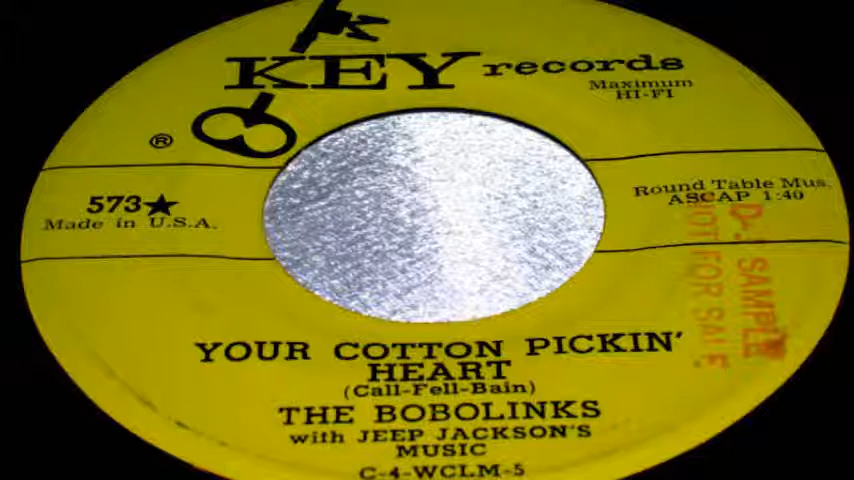 KEY records
Maximum
HI-FI
®
573★
Made in U.S.A.
Round Table Mus.
ASCAP 1:40
D.J. SAMPLE
NOT FOR SALE
YOUR COTTON PICKIN'
HEART
(Call-Fell-Bain)
THE BOBOLINKS
with JEEP JACKSON'S
MUSIC
C-4-WCLM-5